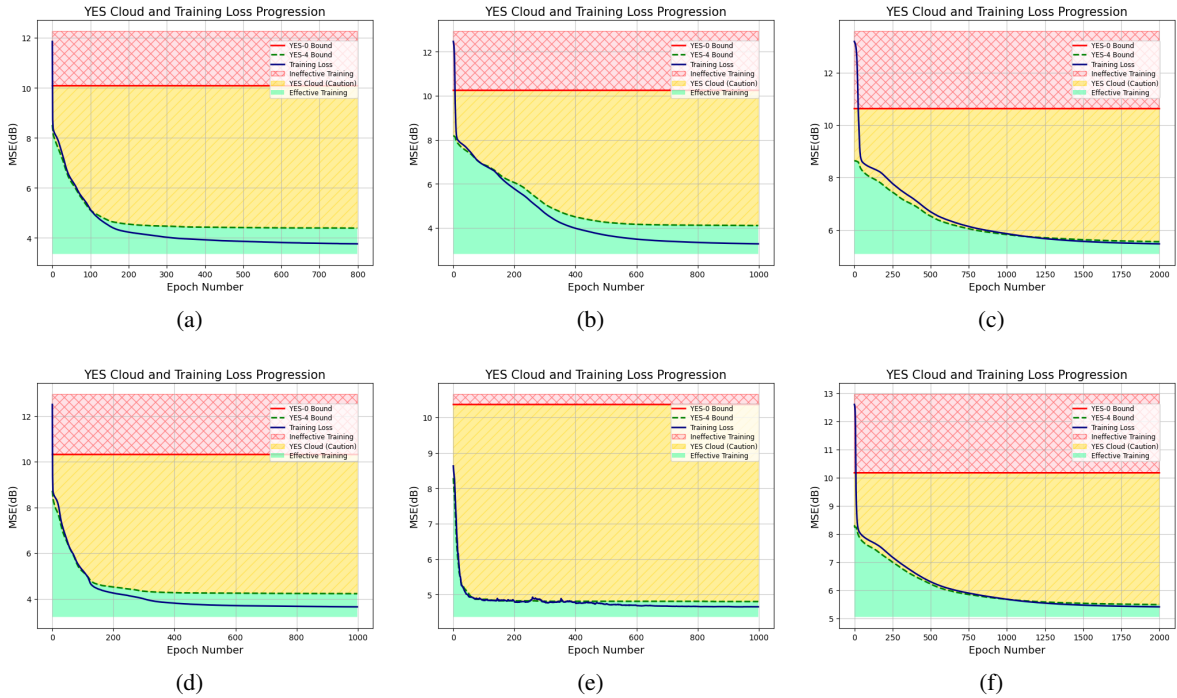 YES Cloud and Training Loss Progression
MSE(dB)
12
10
8
6
4
YES-0 Bound
YES-4 Bound
Training Loss
Ineffective Training
YES Cloud (Caution)
Effective Training
0 100 200 300 400 500 600 700 800
Epoch Number
(a)
YES Cloud and Training Loss Progression
MSE(dB)
12
10
8
6
4
YES-0 Bound
YES-4 Bound
Training Loss
Ineffective Training
YES Cloud (Caution)
Effective Training
0 200 400 600 800 1000
Epoch Number
(b)
YES Cloud and Training Loss Progression
MSE(dB)
12
10
8
6
YES-0 Bound
YES-4 Bound
Training Loss
Ineffective Training
YES Cloud (Caution)
Effective Training
0 250 500 750 1000 1250 1500 1750 2000
Epoch Number
(c)
YES Cloud and Training Loss Progression
MSE(dB)
12
10
8
6
4
YES-0 Bound
YES-4 Bound
Training Loss
Ineffective Training
YES Cloud (Caution)
Effective Training
0 200 400 600 800 1000
Epoch Number
(d)
YES Cloud and Training Loss Progression
MSE(dB)
10
9
8
7
6
5
YES-0 Bound
YES-4 Bound
Training Loss
Ineffective Training
YES Cloud (Caution)
Effective Training
0 200 400 600 800 1000
Epoch Number
(e)
YES Cloud and Training Loss Progression
MSE(dB)
13
12
11
10
9
8
7
6
5
YES-0 Bound
YES-4 Bound
Training Loss
Ineffective Training
YES Cloud (Caution)
Effective Training
0 250 500 750 1000 1250 1500 1750 2000
Epoch Number
(f)